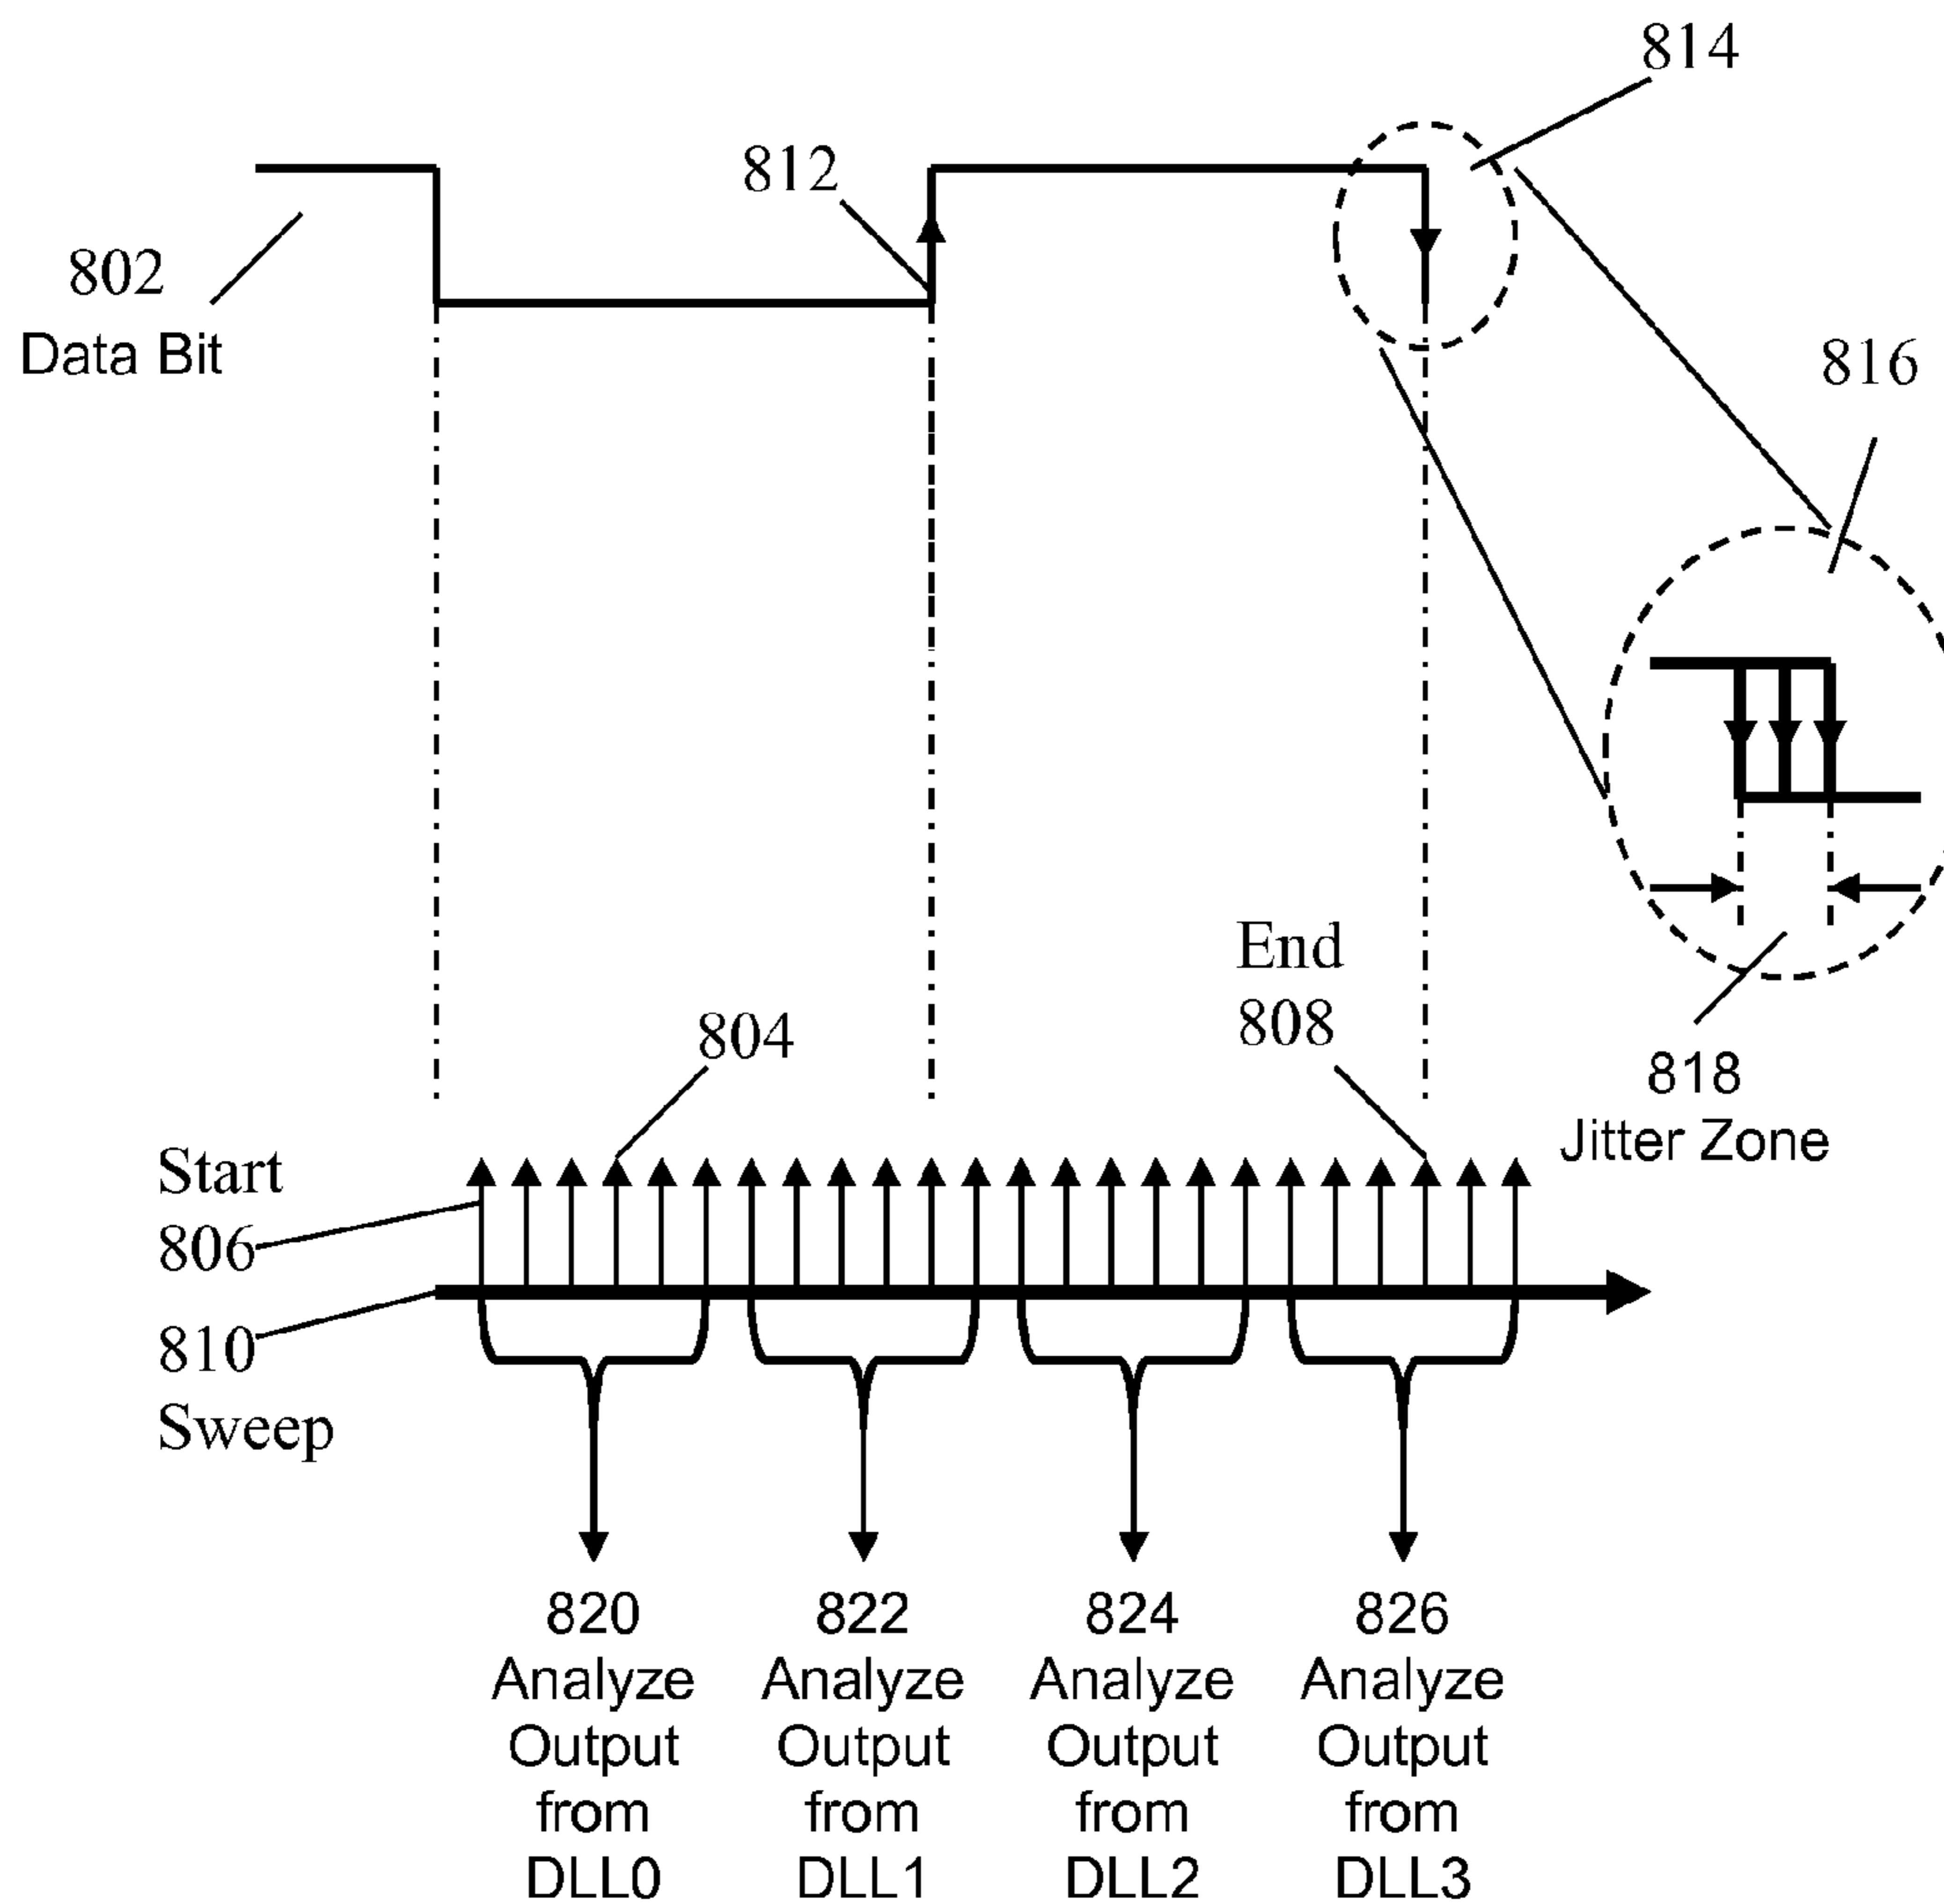 814
812
802
Data Bit
816
End
808
804
818
Jitter Zone
Start
806
810
Sweep
820
Analyze
Output
from
DLL0
822
Analyze
Output
from
DLL1
824
Analyze
Output
from
DLL2
826
Analyze
Output
from
DLL3